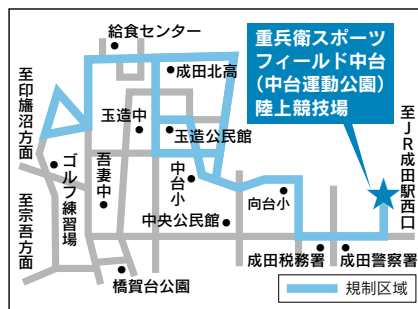 給食センター
重兵衛スポーツ
フィールド中台
（中台運動公園）
陸上競技場
成田北高
至印旛沼方面
玉造中
玉造公民館
至ＪＲ成田駅西口
ゴルフ練習場
吾妻中
中台小
向台小
至宗吾方面
中央公民館
成田税務署
成田警察署
橋賀台公園
規制区域